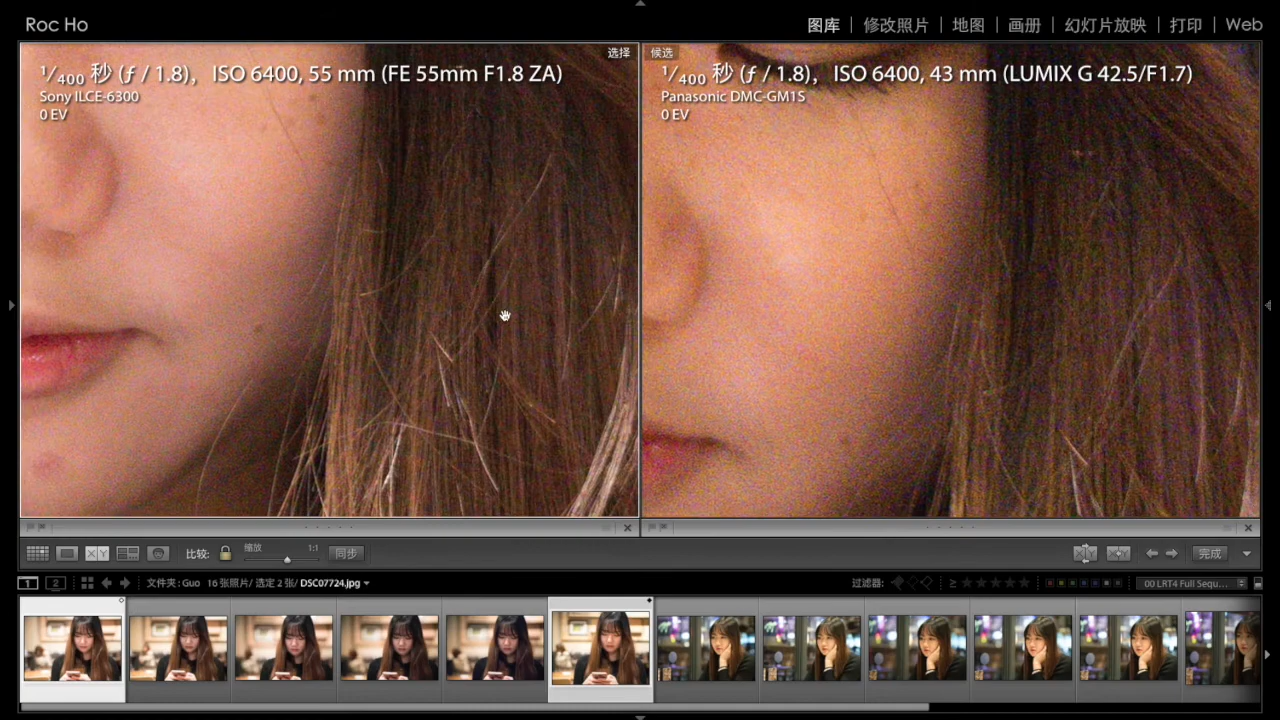 Roc Ho
图库 | 修改照片 | 地图 | 画册 | 幻灯片放映 | 打印 | Web
1/400 秒 (ƒ / 1.8), ISO 6400, 55 mm (FE 55mm F1.8 ZA)
选择
Sony ILCE-6300
0 EV
候选
1/400 秒 (ƒ / 1.8), ISO 6400, 43 mm (LUMIX G 42.5/F1.7)
Panasonic DMC-GM1S
0 EV
XY 比较: 缩放 1:1 同步
完成
1 2 文件夹: Guo 16 张照片/ 选定 2 张/ DSC07724.jpg
过滤器: ≥ 00 LRT4 Full Sequ...